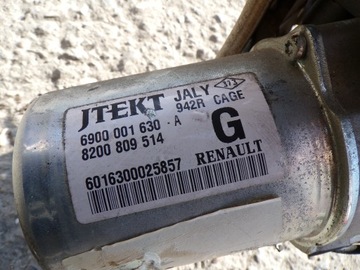 JTEKT JALY
942R CAGE
6900 001 630 - A
8200 809 514
G
RENAULT
6016300025857